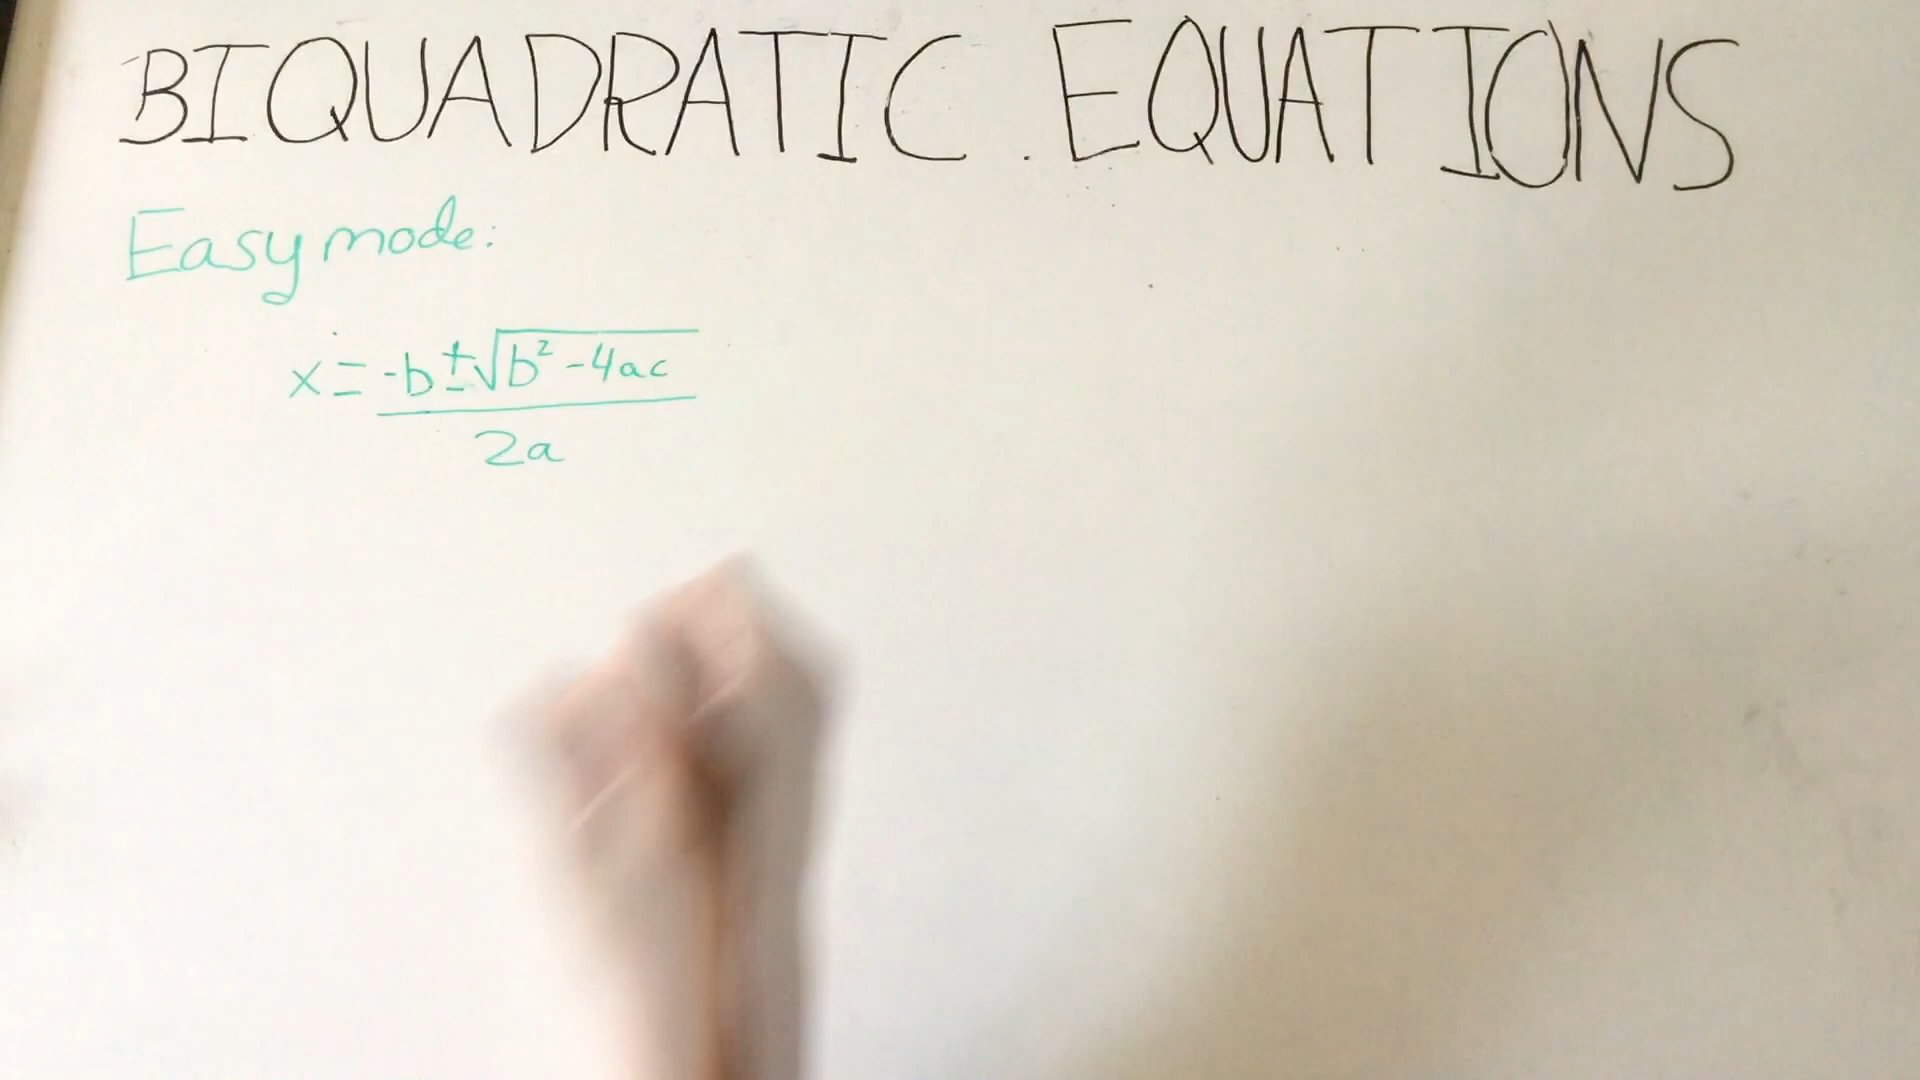 BIQUADRATIC EQUATIONS
Easy mode:
x = -b ± √b² - 4ac
2a